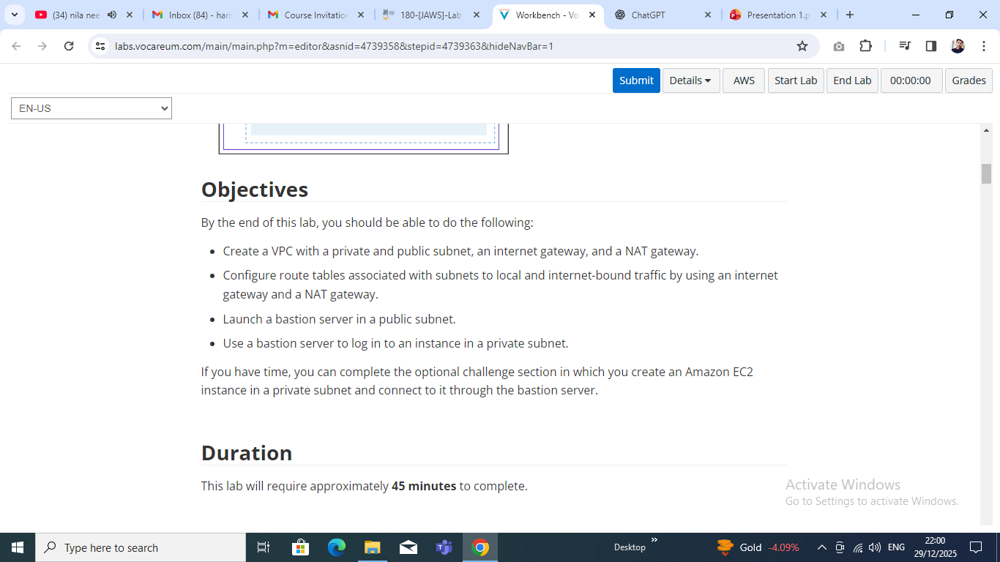 (34) nila nee
Inbox (84) - hari
Course Invitation
180-[JAWS]-Lab
Workbench - Vo
ChatGPT
Presentation 1.p
labs.vocareum.com/main/main.php?m=editor&asnid=4739358&stepid=4739363&hideNavBar=1
Submit
Details
AWS
Start Lab
End Lab
00:00:00
Grades
EN-US
Objectives
By the end of this lab, you should be able to do the following:
• Create a VPC with a private and public subnet, an internet gateway, and a NAT gateway.
• Configure route tables associated with subnets to local and internet-bound traffic by using an internet
gateway and a NAT gateway.
• Launch a bastion server in a public subnet.
• Use a bastion server to log in to an instance in a private subnet.
If you have time, you can complete the optional challenge section in which you create an Amazon EC2
instance in a private subnet and connect to it through the bastion server.
Duration
This lab will require approximately 45 minutes to complete.
Activate Windows
Go to Settings to activate Windows.
Type here to search
Desktop
Gold -4.09%
ENG
22:00
29/12/2025